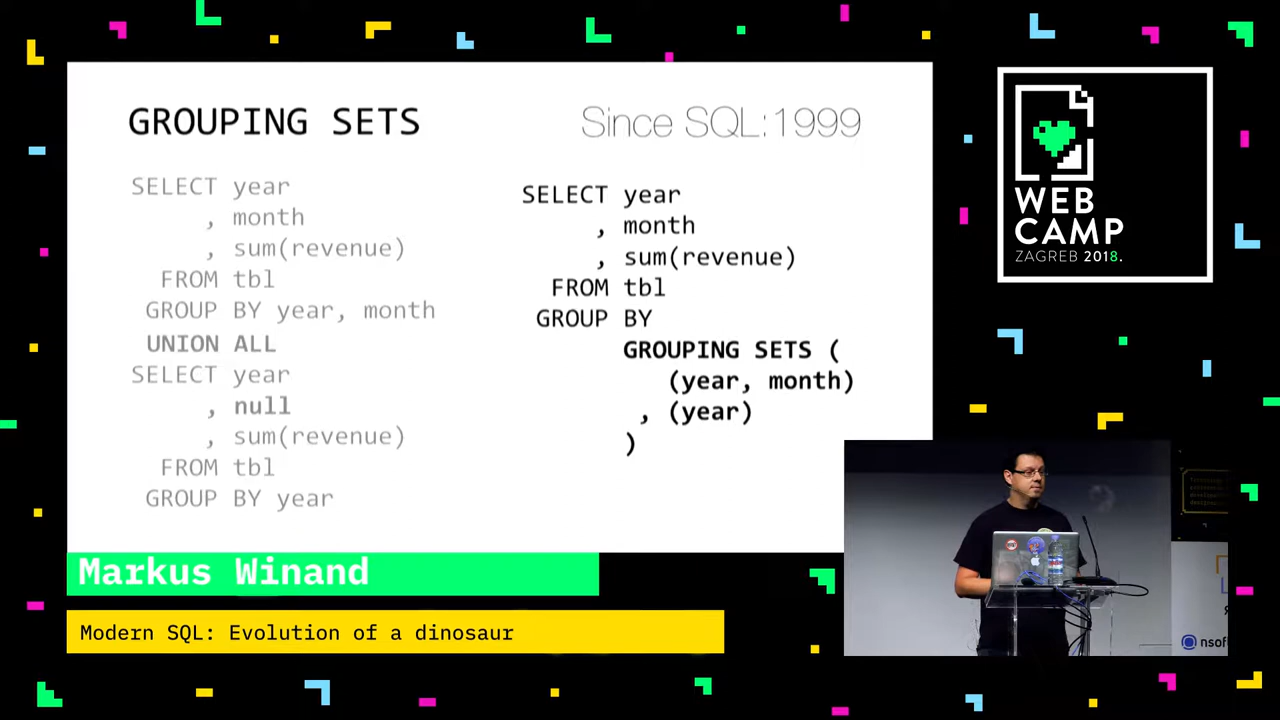 GROUPING SETS
Since SQL:1999
SELECT year
, month
, sum(revenue)
FROM tbl
GROUP BY year, month
UNION ALL
SELECT year
, null
, sum(revenue)
FROM tbl
GROUP BY year
SELECT year
, month
, sum(revenue)
FROM tbl
GROUP BY
GROUPING SETS (
(year, month)
, (year)
)
WEB
CAMP
ZAGREB 2018.
Markus Winand
Modern SQL: Evolution of a dinosaur